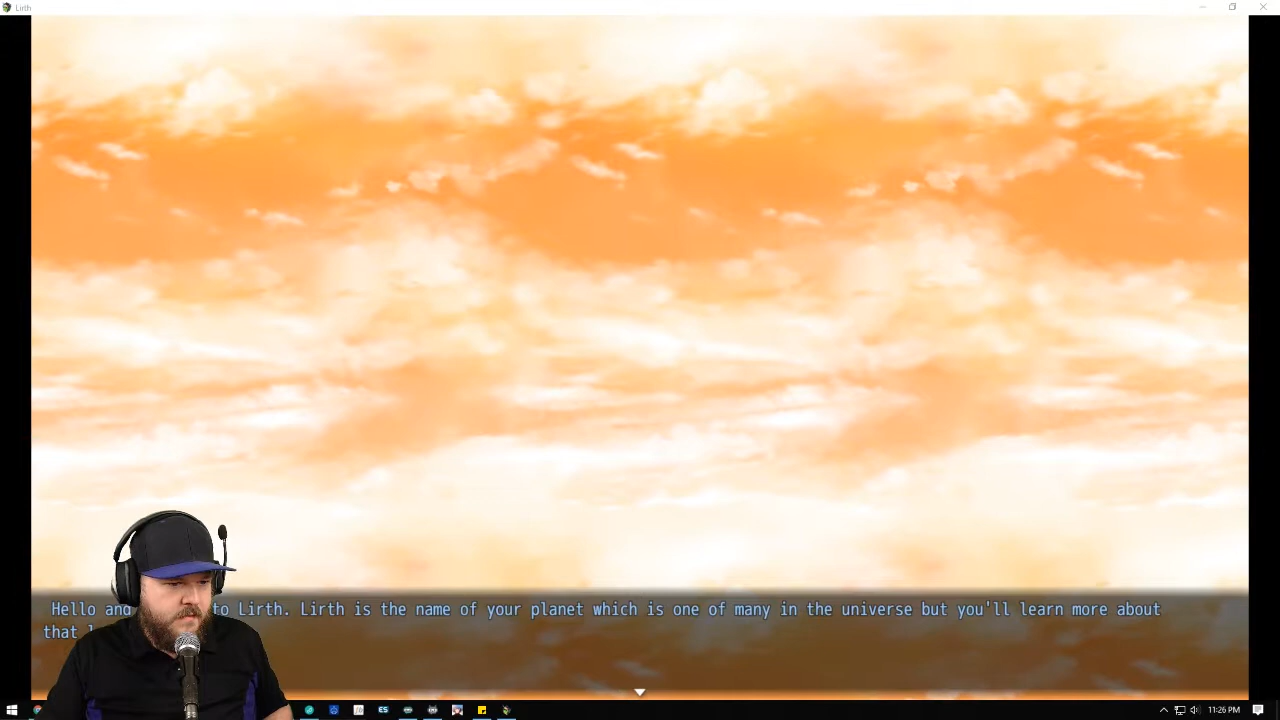 Lirth
Hello and to Lirth. Lirth is the name of your planet which is one of many in the universe but you'll learn more about
that
ES
11:26 PM